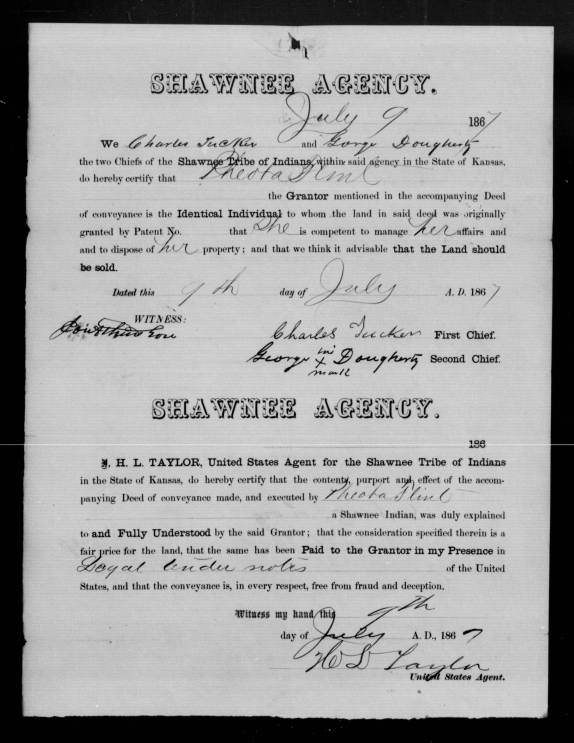 SHAWNEE AGENCY.
July 9 1867
We Charles Tucker and George Dougherty
the two Chiefs of the Shawnee Tribe of Indians, within said agency in the State of Kansas,
do hereby certify that Rheota Flint
the Grantor mentioned in the accompanying Deed
of conveyance is the Identical Individual to whom the land in said deed was originally
granted by Patent No. that She is competent to manage her affairs and
and to dispose of her property; and that we think it advisable that the Land should
be sold.
Dated this 9th day of July A. D. 1867
WITNESS:
Charles Tucker First Chief.
George his x mark Dougherty Second Chief.
SHAWNEE AGENCY.
186
I, H. L. TAYLOR, United States Agent for the Shawnee Tribe of Indians
in the State of Kansas, do hereby certify that the contents, purport and effect of the accom-
panying Deed of conveyance made, and executed by Rheota Flint
a Shawnee Indian, was duly explained
to and Fully Understood by the said Grantor; that the consideration specified therein is a
fair price for the land, that the same has been Paid to the Grantor in my Presence in
Legal tender notes of the United
States, and that the conveyance is, in every respect, free from fraud and deception.
Witness my hand this 9th
day of July A. D., 1867
H L Taylor
United States Agent.